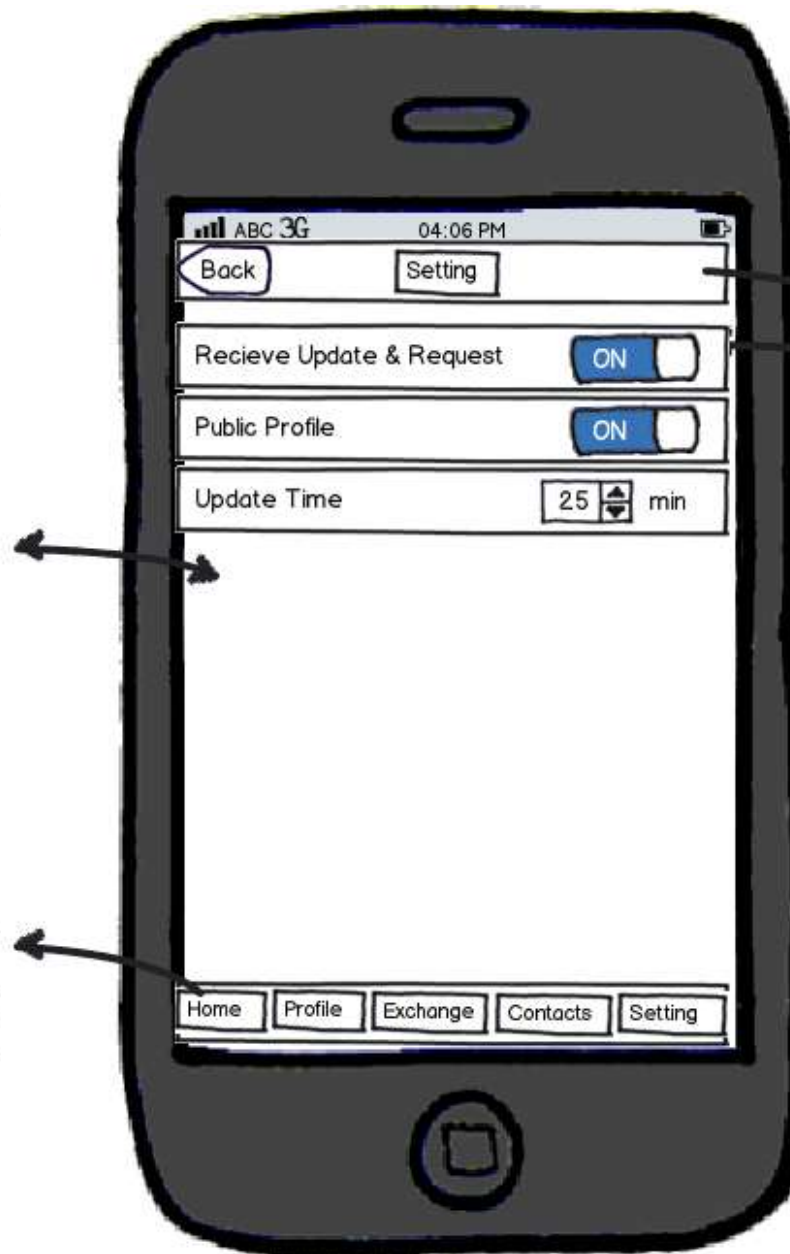 ABC 3G 04:06 PM
Back Setting
Recieve Update & Request ON
Public Profile ON
Update Time 25 min
Home Profile Exchange Contacts Setting